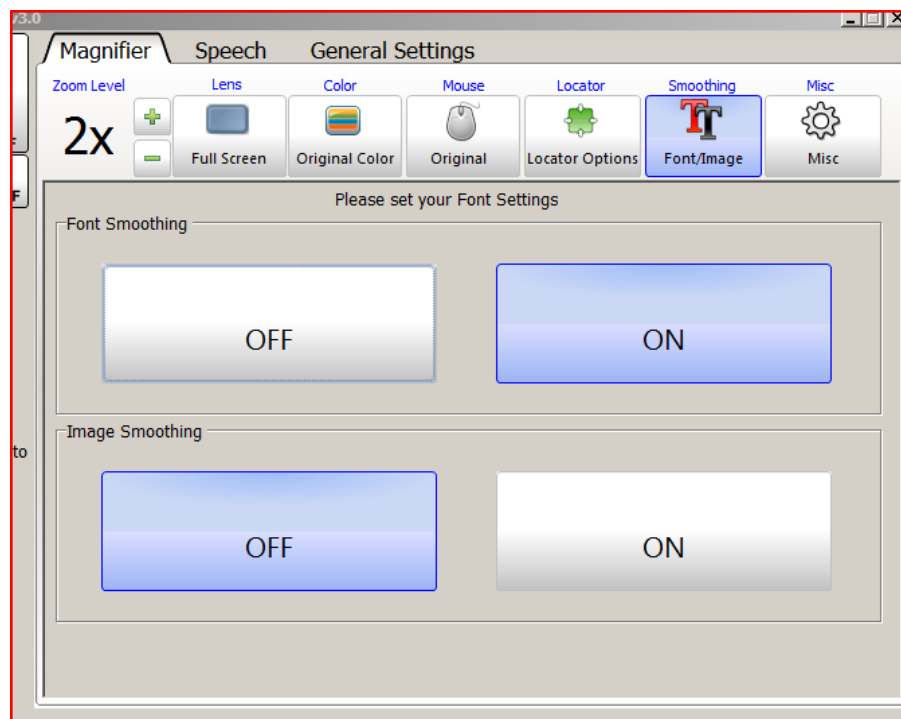 v3.0
Magnifier Speech General Settings
Zoom Level Lens Color Mouse Locator Smoothing Misc
2x Full Screen Original Color Original Locator Options Font/Image Misc
F
Please set your Font Settings
Font Smoothing
OFF ON
Image Smoothing
to
OFF ON